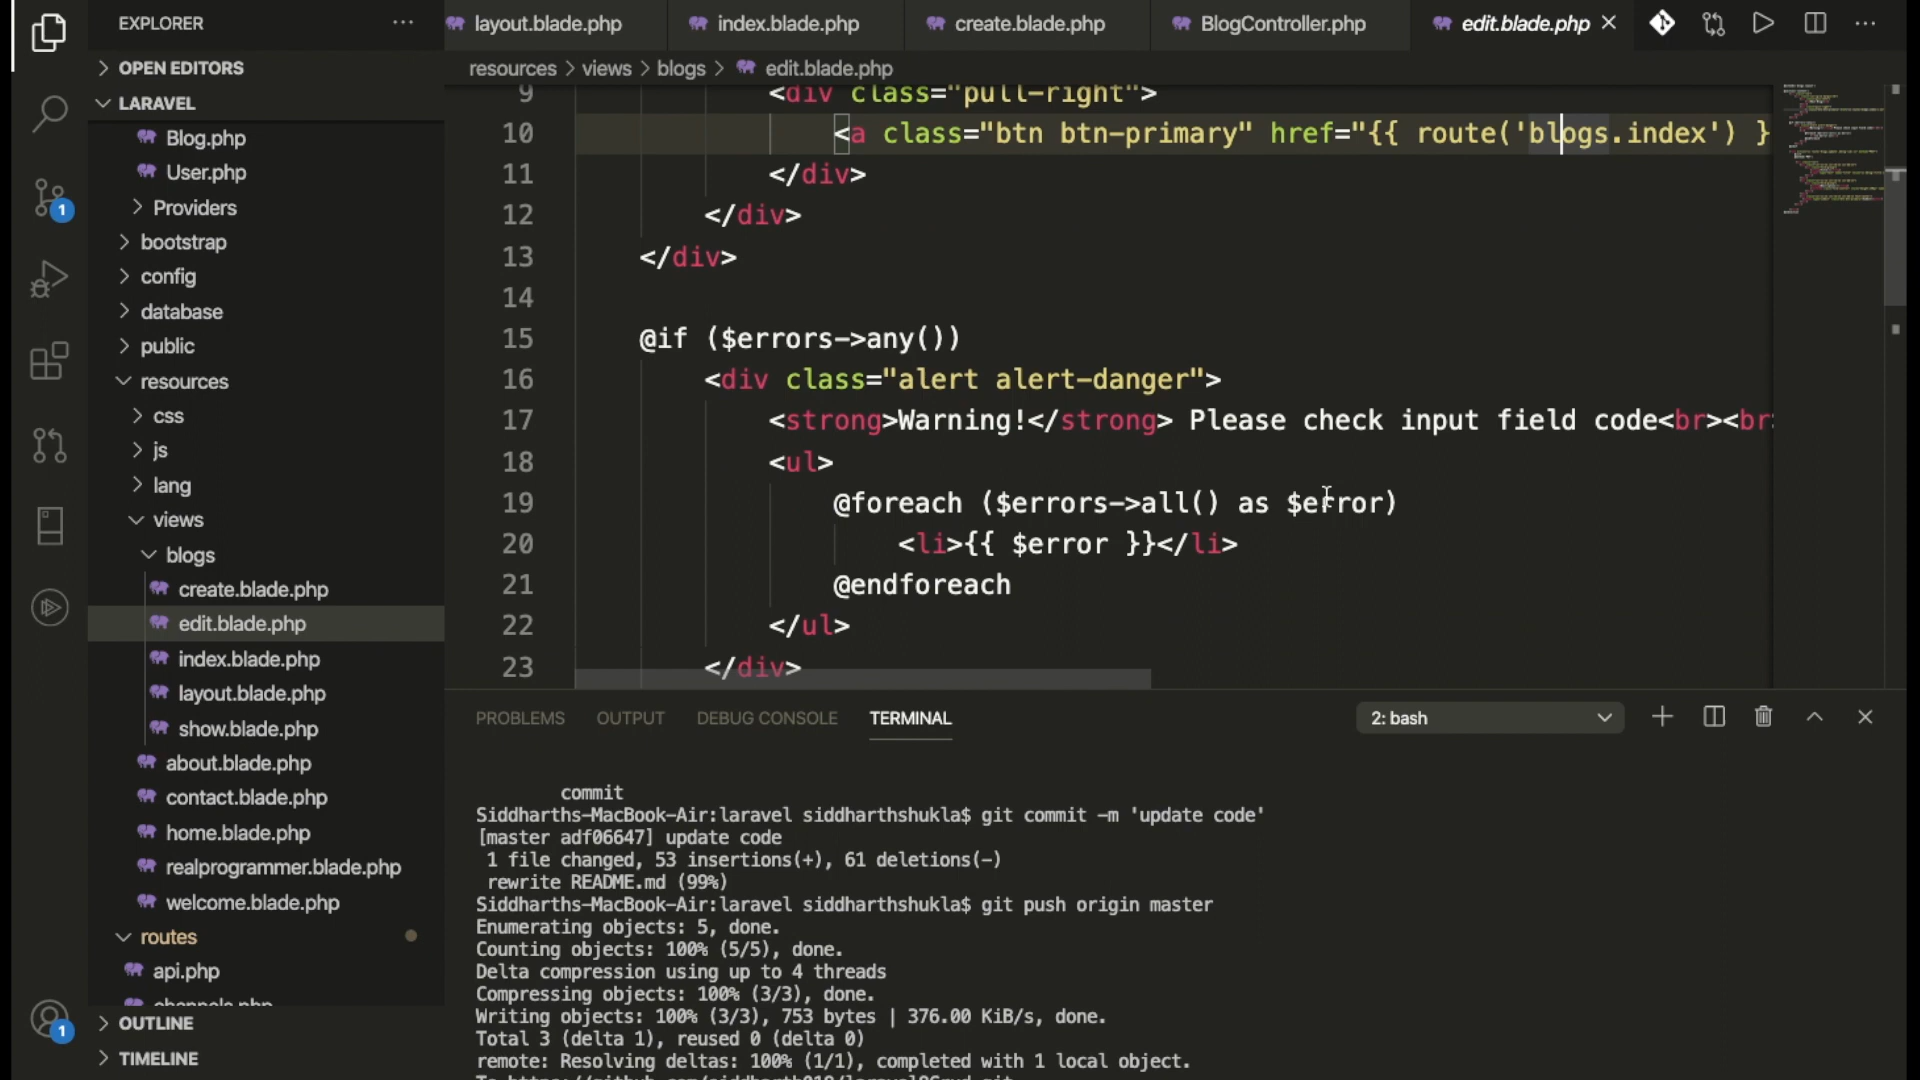 EXPLORER
OPEN EDITORS
LARAVEL
Blog.php
User.php
Providers
bootstrap
config
database
public
resources
css
js
lang
views
blogs
create.blade.php
edit.blade.php
index.blade.php
layout.blade.php
show.blade.php
about.blade.php
contact.blade.php
home.blade.php
realprogrammer.blade.php
welcome.blade.php
routes
api.php
channels.php
OUTLINE
TIMELINE
1
1
layout.blade.php index.blade.php create.blade.php BlogController.php edit.blade.php
resources > views > blogs > edit.blade.php
9 <div class="pull-right">
10 <a class="btn btn-primary" href="{{ route('blogs.index') }
11 </div>
12 </div>
13 </div>
14
15 @if ($errors->any())
16 <div class="alert alert-danger">
17 <strong>Warning!</strong> Please check input field code<br><br
18 <ul>
19 @foreach ($errors->all() as $error)
20 <li>{{ $error }}</li>
21 @endforeach
22 </ul>
23 </div>
PROBLEMS OUTPUT DEBUG CONSOLE TERMINAL 2: bash
commit
Siddharths-MacBook-Air:laravel siddharthshukla$ git commit -m 'update code'
[master adf06647] update code
1 file changed, 53 insertions(+), 61 deletions(-)
rewrite README.md (99%)
Siddharths-MacBook-Air:laravel siddharthshukla$ git push origin master
Enumerating objects: 5, done.
Counting objects: 100% (5/5), done.
Delta compression using up to 4 threads
Compressing objects: 100% (3/3), done.
Writing objects: 100% (3/3), 753 bytes | 376.00 KiB/s, done.
Total 3 (delta 1), reused 0 (delta 0)
remote: Resolving deltas: 100% (1/1), completed with 1 local object.